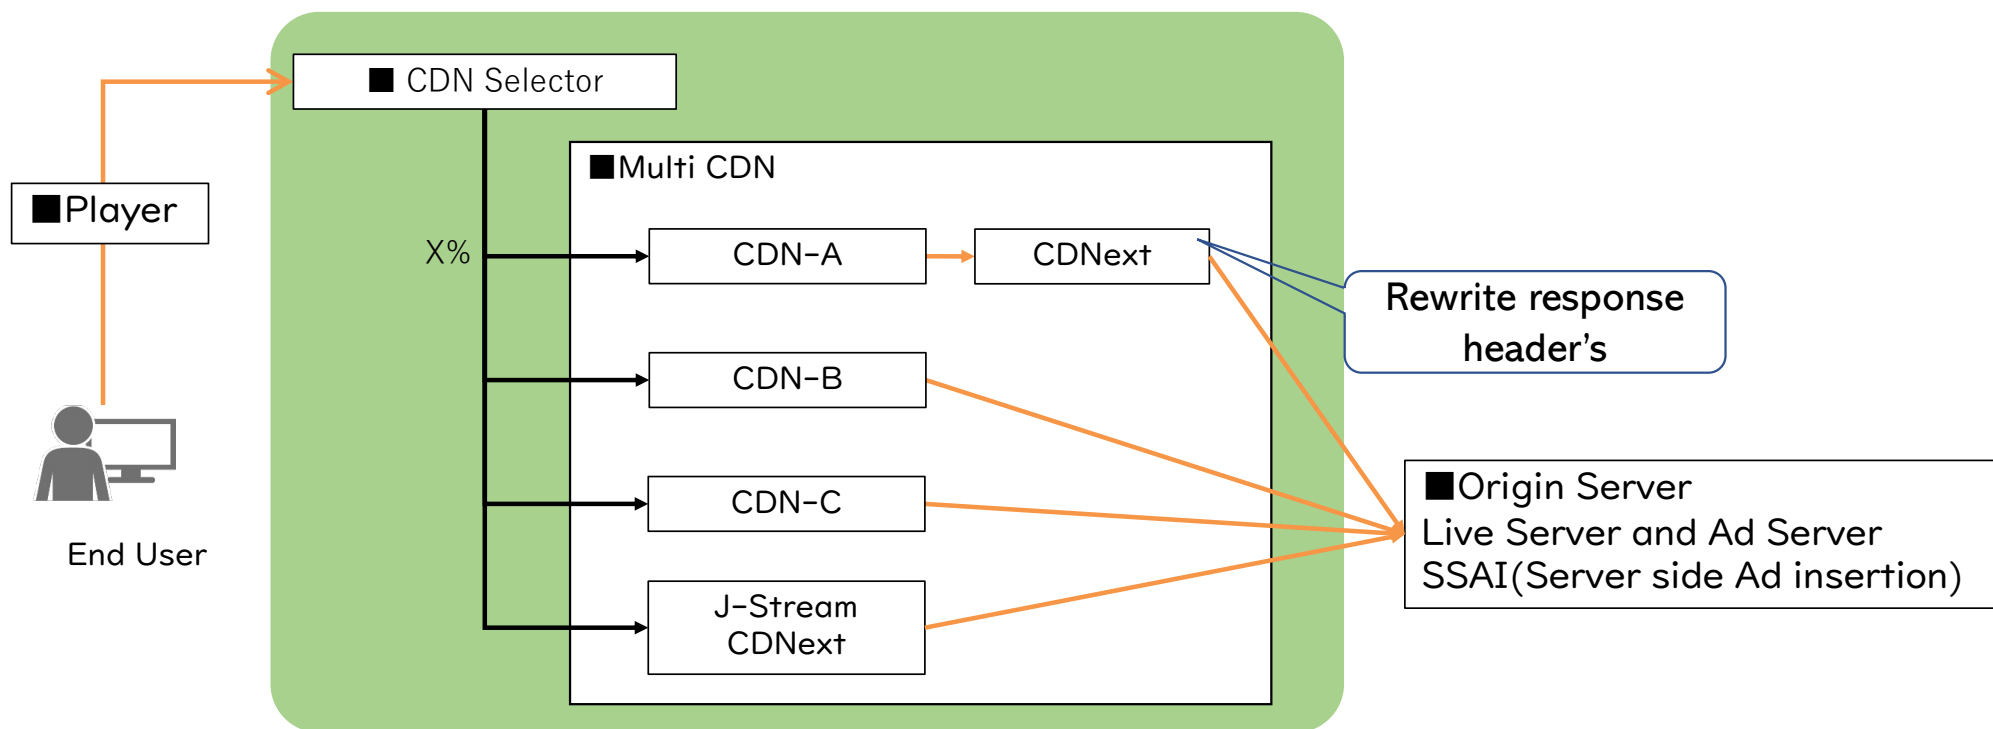 ■ CDN Selector
■Multi CDN
■Player
X%
CDN-A
CDNext
Rewrite response
header's
CDN-B
CDN-C
■Origin Server
Live Server and Ad Server
SSAI(Server side Ad insertion)
End User
J-Stream
CDNext